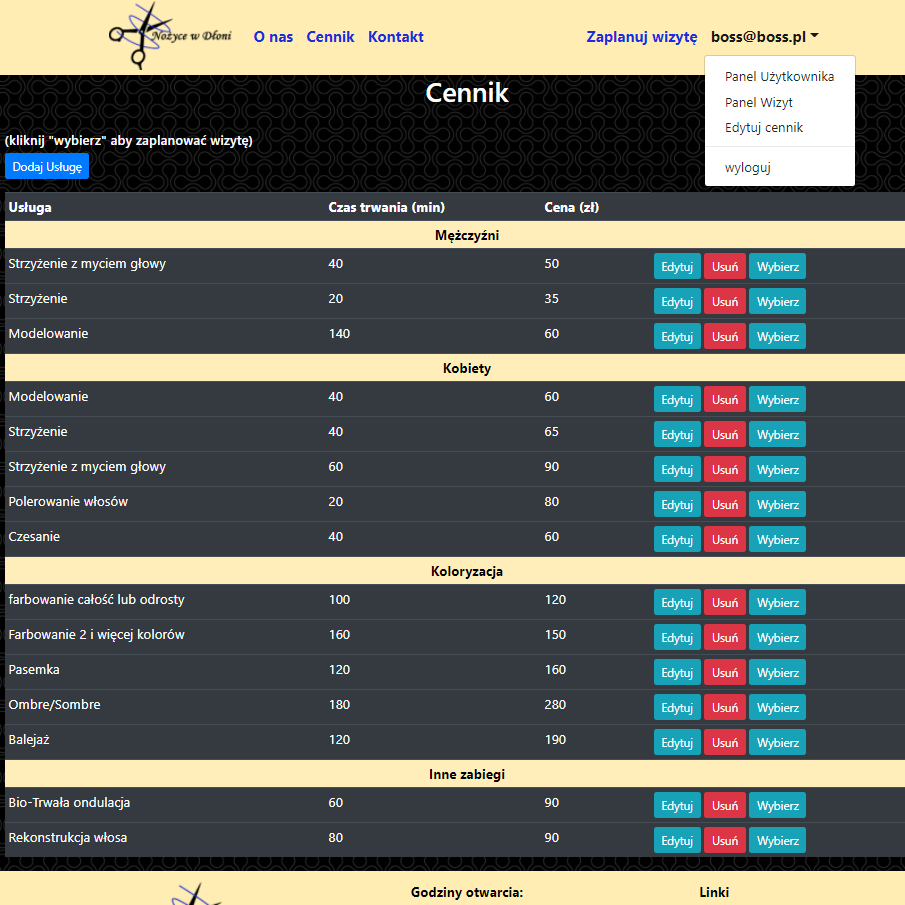 Nożyce w Dłoni O nas Cennik Kontakt Zaplanuj wizytę boss@boss.pl
Panel Użytkownika
Panel Wizyt
Edytuj cennik
wyloguj
Cennik
(kliknij "wybierz" aby zaplanować wizytę)
Dodaj Usługę
Usługa Czas trwania (min) Cena (zł)
Mężczyźni
Strzyżenie z myciem głowy 40 50 Edytuj Usuń Wybierz
Strzyżenie 20 35 Edytuj Usuń Wybierz
Modelowanie 140 60 Edytuj Usuń Wybierz
Kobiety
Modelowanie 40 60 Edytuj Usuń Wybierz
Strzyżenie 40 65 Edytuj Usuń Wybierz
Strzyżenie z myciem głowy 60 90 Edytuj Usuń Wybierz
Polerowanie włosów 20 80 Edytuj Usuń Wybierz
Czesanie 40 60 Edytuj Usuń Wybierz
Koloryzacja
farbowanie całość lub odrosty 100 120 Edytuj Usuń Wybierz
Farbowanie 2 i więcej kolorów 160 150 Edytuj Usuń Wybierz
Pasemka 120 160 Edytuj Usuń Wybierz
Ombre/Sombre 180 280 Edytuj Usuń Wybierz
Balejaż 120 190 Edytuj Usuń Wybierz
Inne zabiegi
Bio-Trwała ondulacja 60 90 Edytuj Usuń Wybierz
Rekonstrukcja włosa 80 90 Edytuj Usuń Wybierz
Godziny otwarcia: Linki